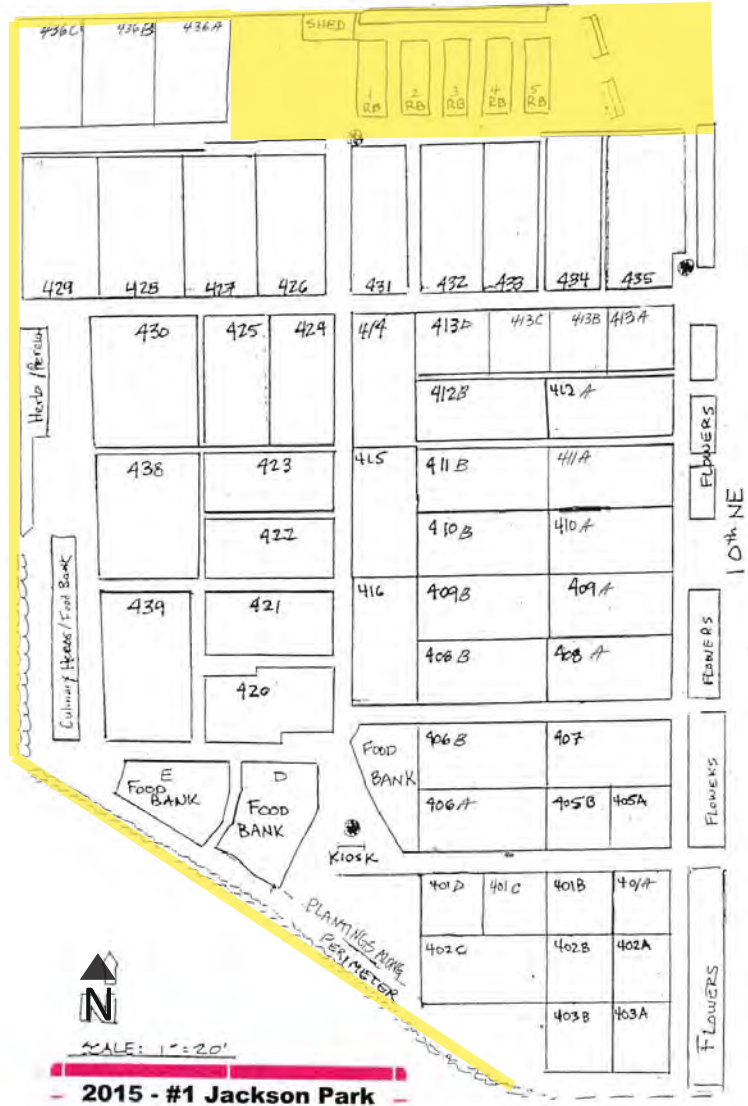 436C 436B 436A SHED
1 RB
2 RB
3 RB
4 RB
5 RB
429 428 427 426 431 432 433 434 435
430 425 424 414 413D 413C 413B 413A
412B 412A
Herb /
438 423 415 411B 411A
422 410B 410A
FLOWERS
10th NE
439 421 416 409B 409A
420 408B 408A
Culinary Herbs / Food Bank
FLOWERS
FOOD BANK
406B 407
406A 405B 405A
FLOWERS
E
FOOD
BANK
D
FOOD
BANK
KIOSK
401D 401C 401B 401A
402C 402B 402A
403B 403A
FLOWERS
PLANTINGS ALONG
PERIMETER
N
SCALE: 1"=20'
2015 - #1 Jackson Park